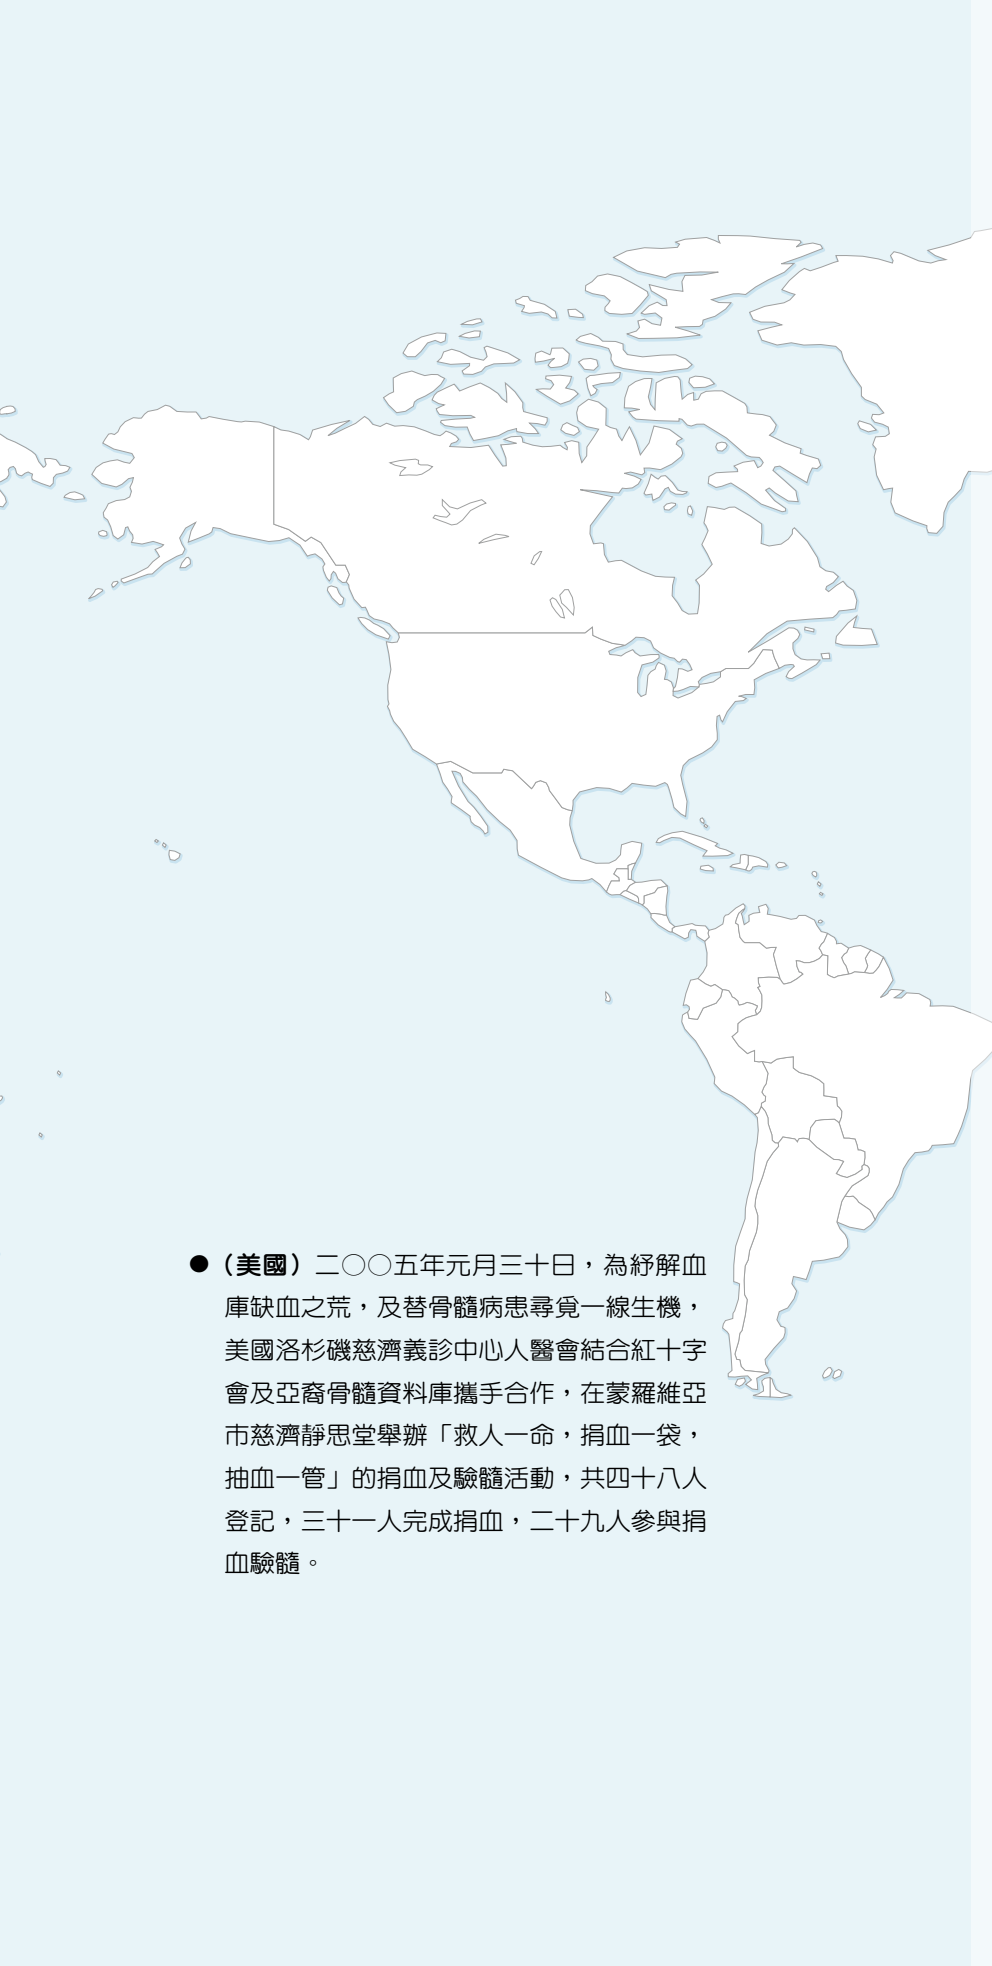 ●（美國）二○○五年元月三十日，為紓解血
庫缺血之荒，及替骨髓病患尋覓一線生機，
美國洛杉磯慈濟義診中心人醫會結合紅十字
會及亞裔骨髓資料庫攜手合作，在蒙羅維亞
市慈濟靜思堂舉辦「救人一命，捐血一袋，
抽血一管」的捐血及驗髓活動，共四十八人
登記，三十一人完成捐血，二十九人參與捐
血驗髓。